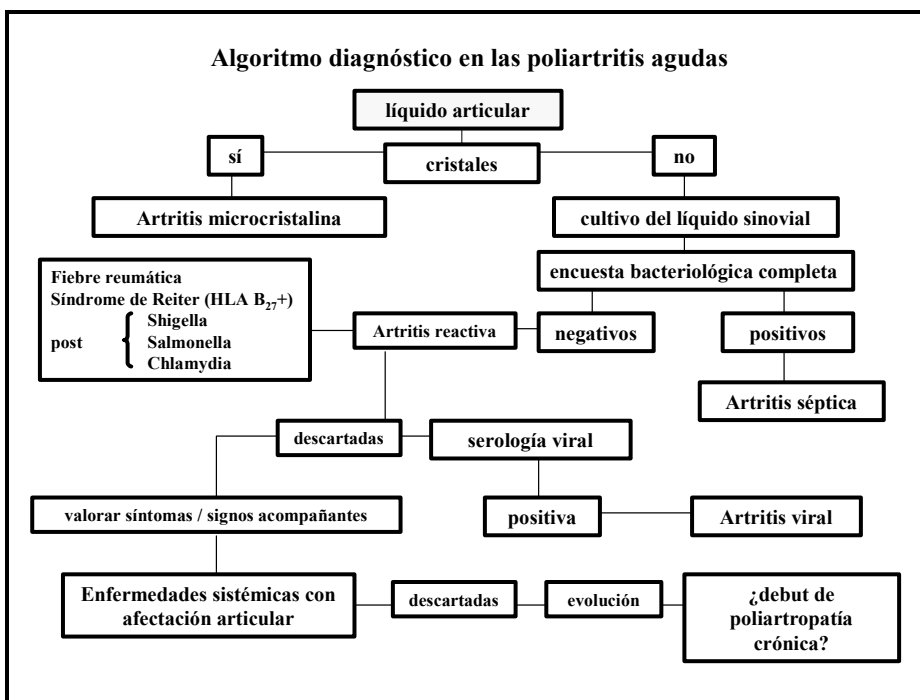 Algoritmo diagnóstico en las poliartritis agudas
líquido articular
sí
cristales
no
Artritis microcristalina
cultivo del líquido sinovial
encuesta bacteriológica completa
Fiebre reumática
Síndrome de Reiter (HLA B27+)
post
Shigella
Salmonella
Chlamydia
Artritis reactiva
negativos
positivos
Artritis séptica
descartadas
serología viral
valorar síntomas / signos acompañantes
positiva
Artritis viral
Enfermedades sistémicas con
afectación articular
descartadas
evolución
¿debut de
poliartropatía
crónica?